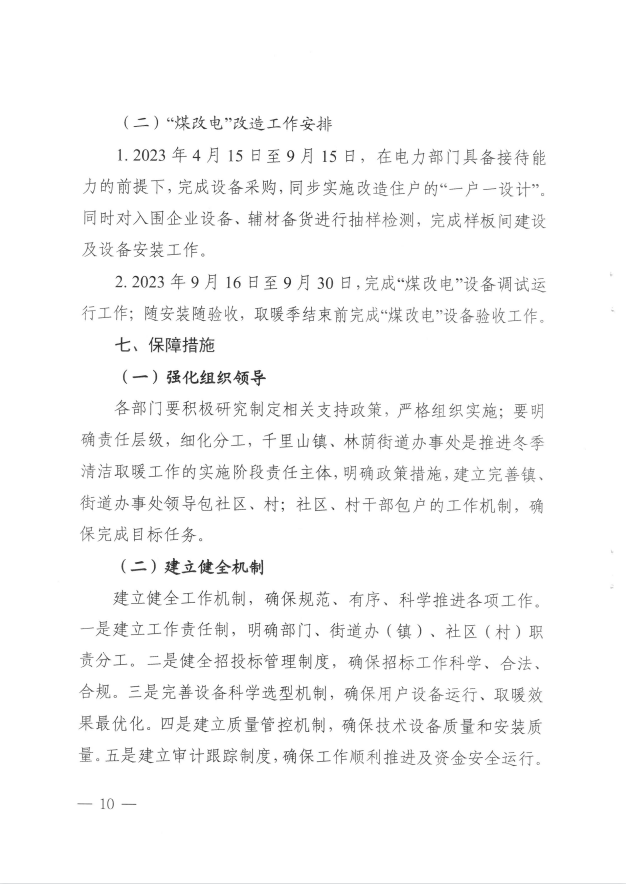 （二）“煤改电”改造工作安排
1. 2023 年 4 月 15 日至 9 月 15 日，在电力部门具备接待能
力的前提下，完成设备采购，同步实施改造住户的“一户一设计”。
同时对入围企业设备、辅材备货进行抽样检测，完成样板间建设
及设备安装工作。
2. 2023 年 9 月 16 日至 9 月 30 日，完成“煤改电”设备调试运
行工作；随安装随验收，取暖季结束前完成“煤改电”设备验收工作。
七、保障措施
（一）强化组织领导
各部门要积极研究制定相关支持政策，严格组织实施；要明
确责任层级，细化分工，千里山镇、林荫街道办事处是推进冬季
清洁取暖工作的实施阶段责任主体，明确政策措施，建立完善镇、
街道办事处领导包社区、村；社区、村干部包户的工作机制，确
保完成目标任务。
（二）建立健全机制
建立健全工作机制，确保规范、有序、科学推进各项工作。
一是建立工作责任制，明确部门、街道办（镇）、社区（村）职
责分工。二是健全招投标管理制度，确保招标工作科学、合法、
合规。三是完善设备科学选型机制，确保用户设备运行、取暖效
果最优化。四是建立质量管控机制，确保技术设备质量和安装质
量。五是建立审计跟踪制度，确保工作顺利推进及资金安全运行。
— 10 —